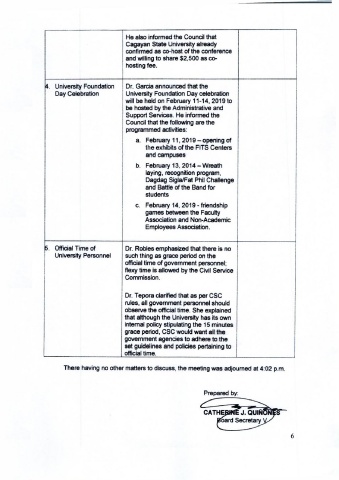 He also informed the Council that
Cagayan State University already
confirmed as co-host of the conference
and willing to share $2,500 as co-
hosting fee.
4. University Foundation
Day Celebration
Dr. Garcia announced that the
University Foundation Day celebration
will be held on February 11-14, 2019 to
be hosted by the Administrative and
Support Services. He informed the
Council that the following are the
programmed activities:
a. February 11, 2019 – opening of
the exhibits of the FITS Centers
and campuses
b. February 13, 2014 – Wreath
laying, recognition program,
Dagdag Sigla/Fat Phil Challenge
and Battle of the Band for
students
c. February 14, 2019 - friendship
games between the Faculty
Association and Non-Academic
Employees Association.
5. Official Time of
University Personnel
Dr. Robles emphasized that there is no
such thing as grace period on the
official time of government personnel;
flexy time is allowed by the Civil Service
Commission.
Dr. Tepora clarified that as per CSC
rules, all government personnel should
observe the official time. She explained
that although the University has its own
internal policy stipulating the 15 minutes
grace period, CSC would want all the
government agencies to adhere to the
set guidelines and policies pertaining to
official time.
There having no other matters to discuss, the meeting was adjourned at 4:02 p.m.
Prepared by:
CATHERINE J. QUINONES
Board Secretary V
6